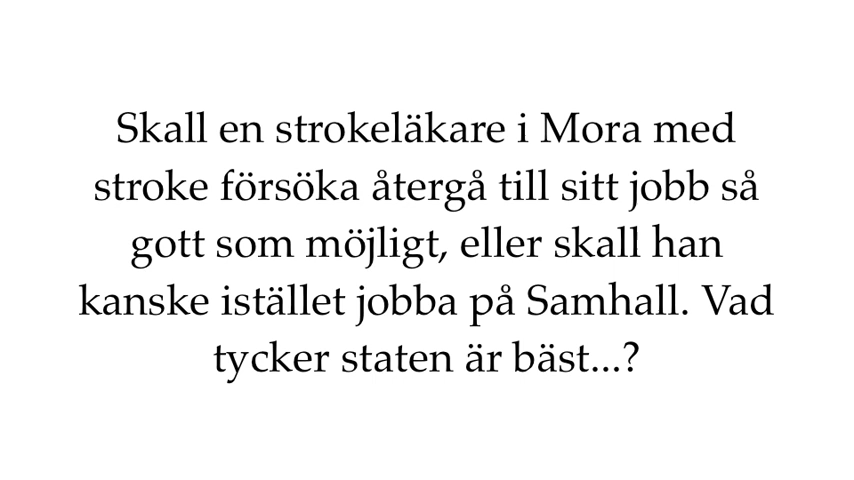 Skall en strokeläkare i Mora med
stroke försöka återgå till sitt jobb så
gott som möjligt, eller skall han
kanske istället jobba på Samhall. Vad
tycker staten är bäst...?